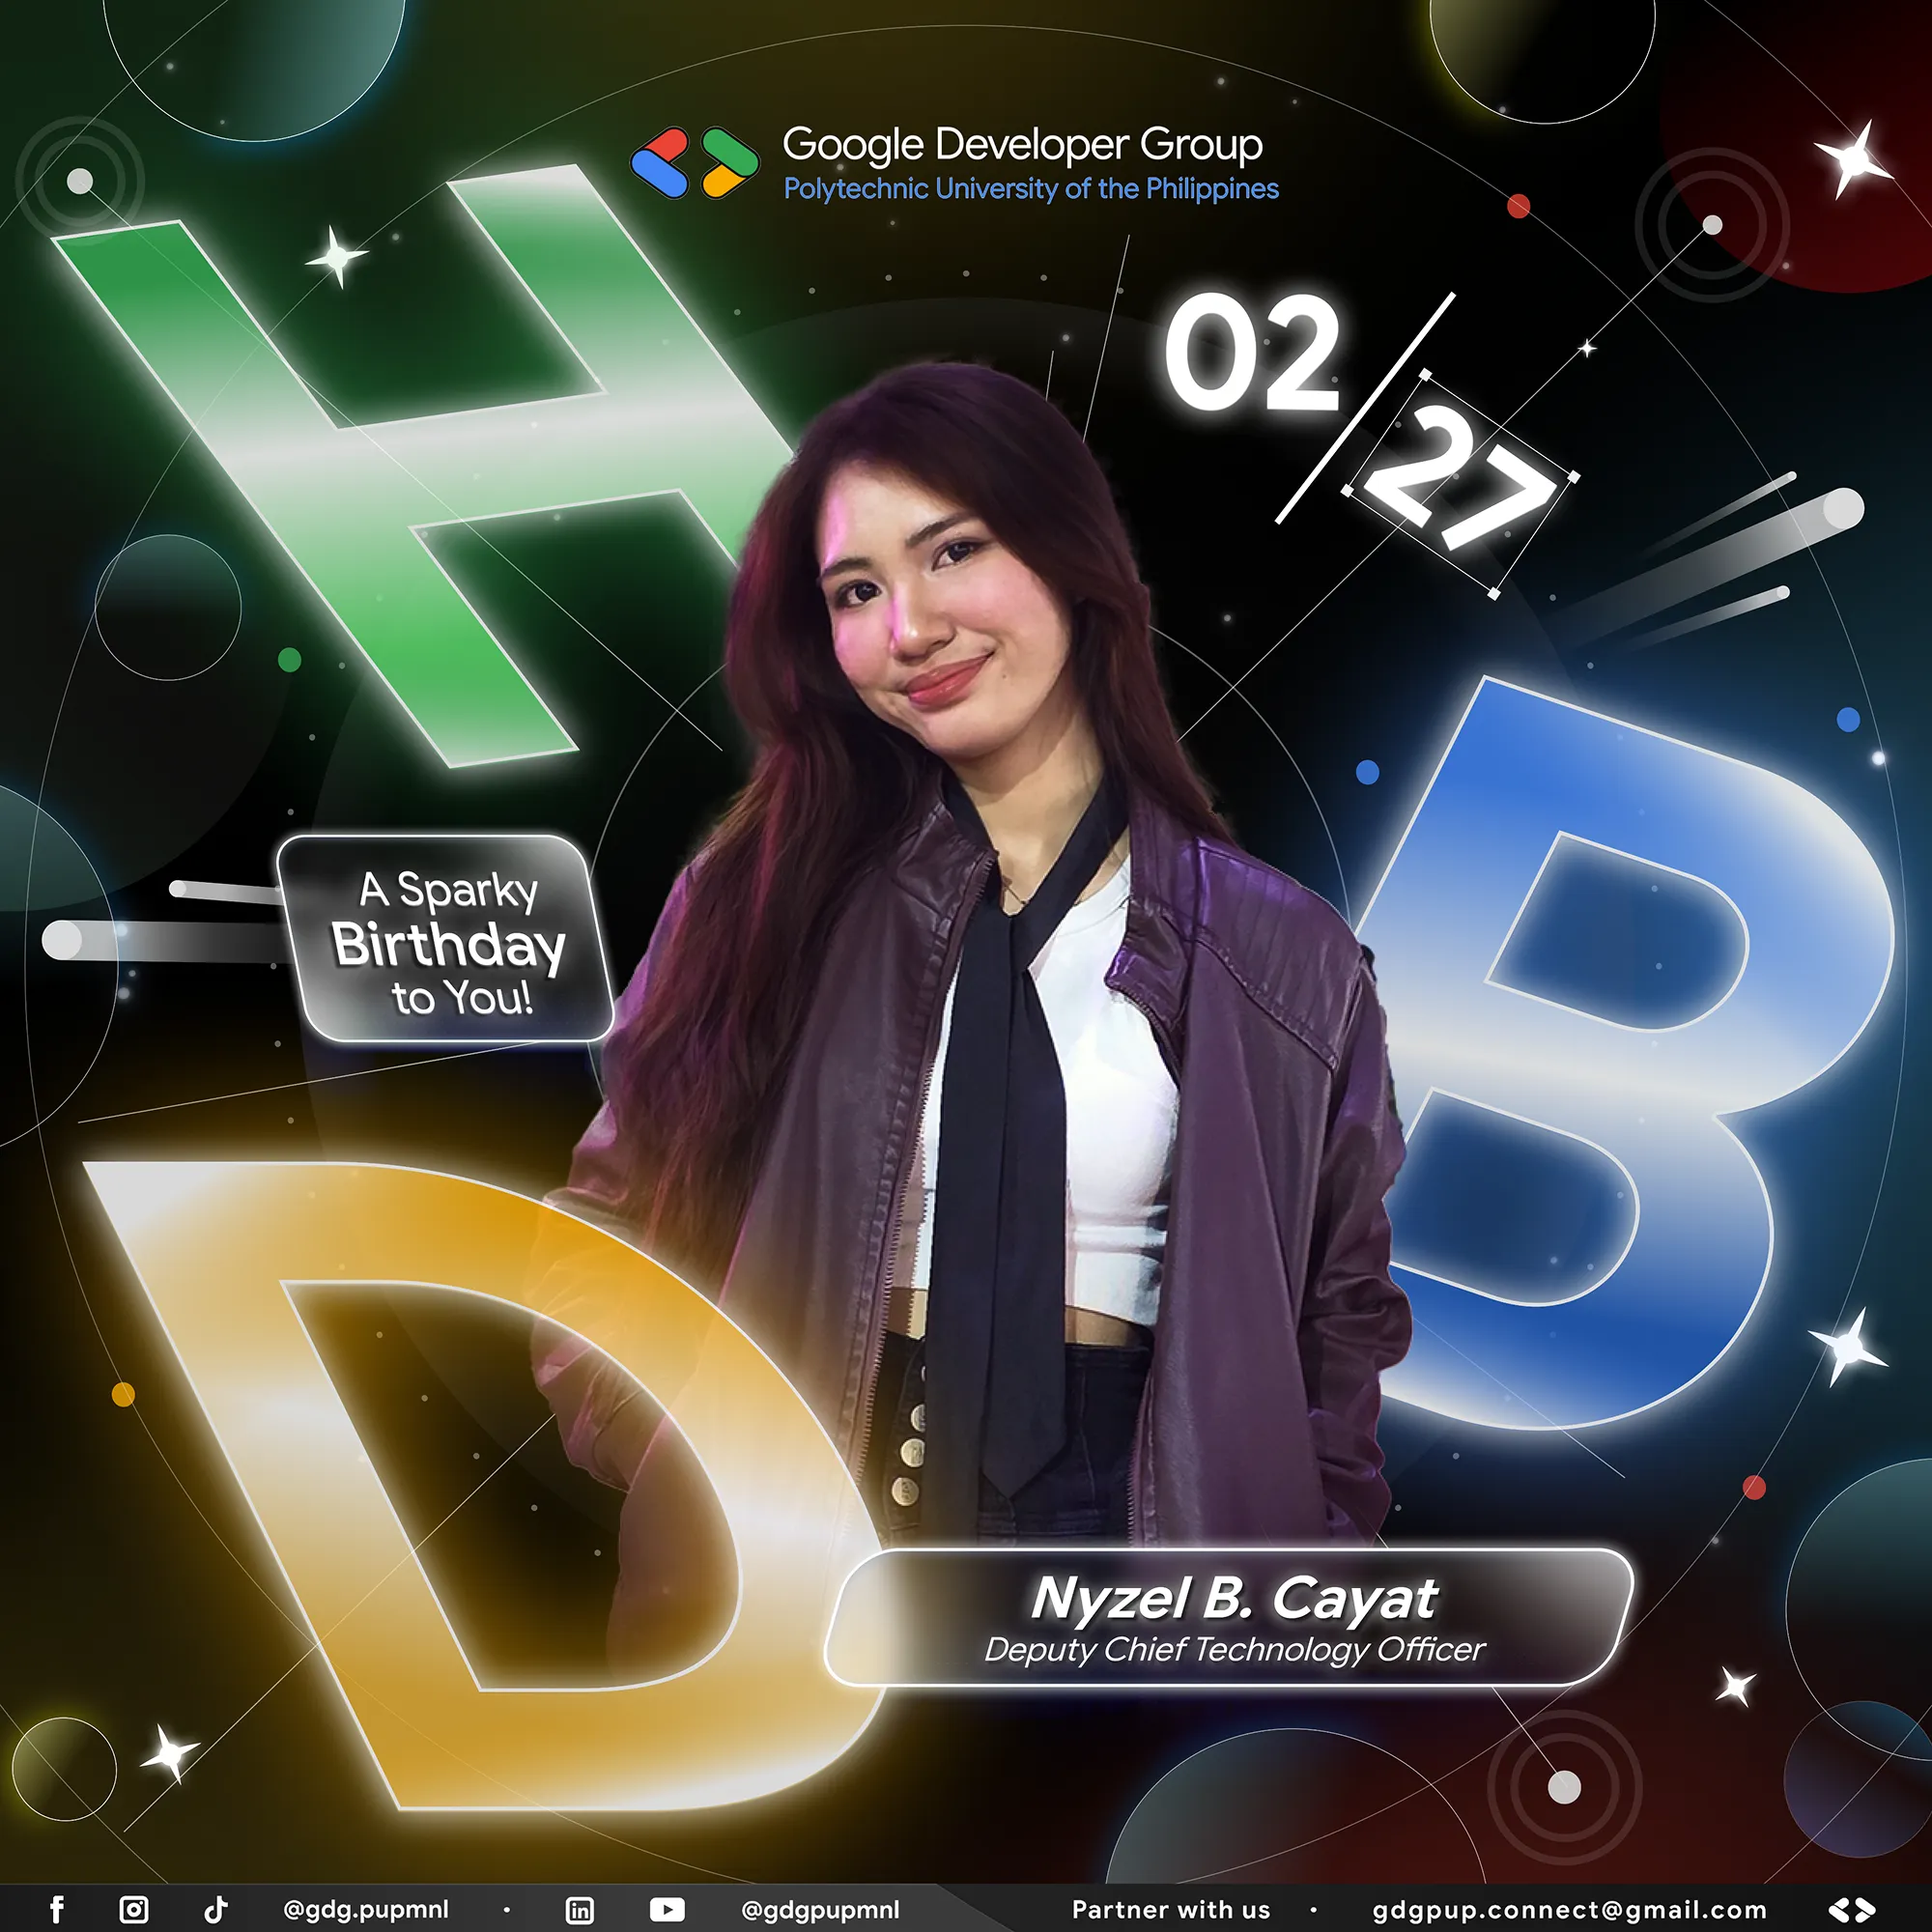 Google Developer Group
Polytechnic University of the Philippines
H
02/27
B
A Sparky
Birthday
to You!
D
Nyzel B. Cayat
Deputy Chief Technology Officer
@gdg.pupmnl · @gdgpupmnl
Partner with us · gdgpup.connect@gmail.com